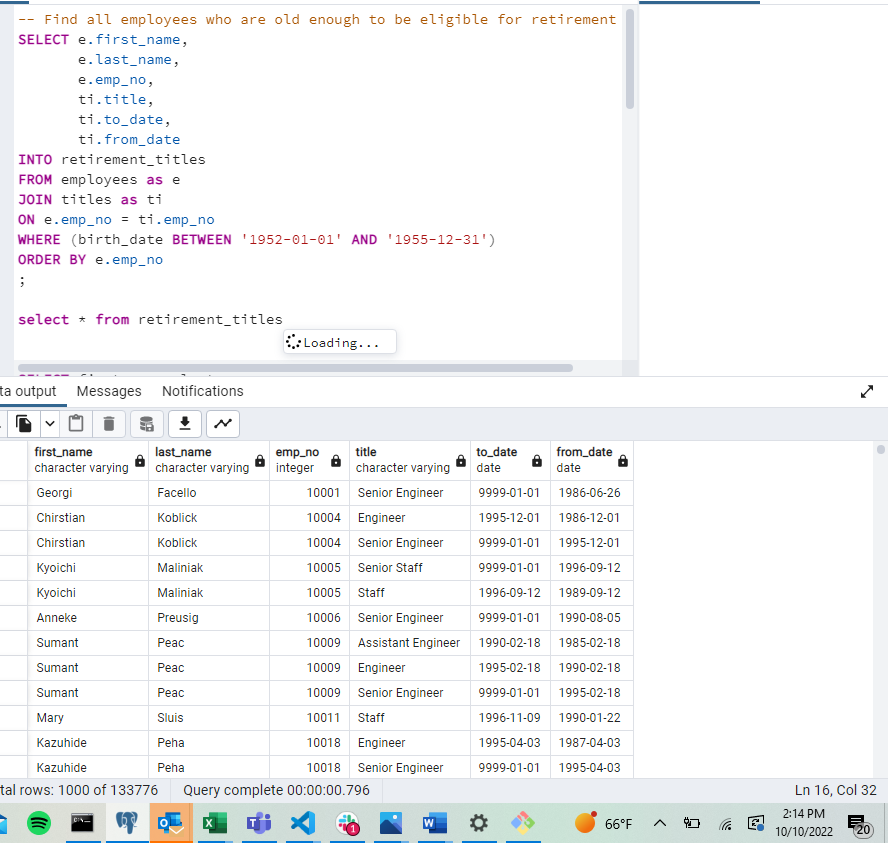 -- Find all employees who are old enough to be eligible for retirement
SELECT e.first_name,
e.last_name,
e.emp_no,
ti.title,
ti.to_date,
ti.from_date
INTO retirement_titles
FROM employees as e
JOIN titles as ti
ON e.emp_no = ti.emp_no
WHERE (birth_date BETWEEN '1952-01-01' AND '1955-12-31')
ORDER BY e.emp_no
;
select * from retirement_titles
Loading...
ta output Messages Notifications
first_name last_name emp_no title to_date from_date
character varying character varying integer character varying date date
Georgi Facello 10001 Senior Engineer 9999-01-01 1986-06-26
Chirstian Koblick 10004 Engineer 1995-12-01 1986-12-01
Chirstian Koblick 10004 Senior Engineer 9999-01-01 1995-12-01
Kyoichi Maliniak 10005 Senior Staff 9999-01-01 1996-09-12
Kyoichi Maliniak 10005 Staff 1996-09-12 1989-09-12
Anneke Preusig 10006 Senior Engineer 9999-01-01 1990-08-05
Sumant Peac 10009 Assistant Engineer 1990-02-18 1985-02-18
Sumant Peac 10009 Engineer 1995-02-18 1990-02-18
Sumant Peac 10009 Senior Engineer 9999-01-01 1995-02-18
Mary Sluis 10011 Staff 1996-11-09 1990-01-22
Kazuhide Peha 10018 Engineer 1995-04-03 1987-04-03
Kazuhide Peha 10018 Senior Engineer 9999-01-01 1995-04-03
tal rows: 1000 of 133776 Query complete 00:00:00.796 Ln 16, Col 32
66°F 2:14 PM
10/10/2022 20